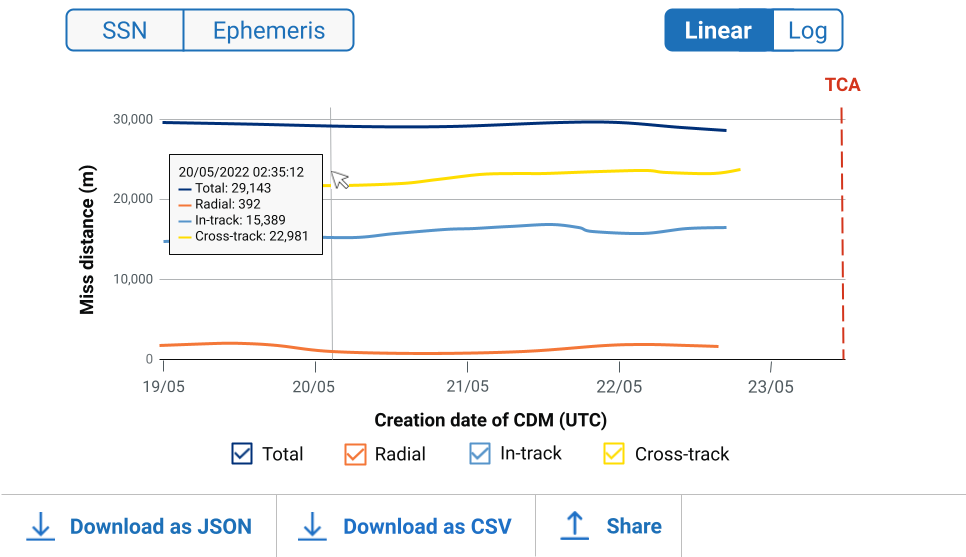 SSN Ephemeris Linear Log
TCA
Miss distance (m)
30,000
20,000
10,000
0
20/05/2022 02:35:12
Total: 29,143
Radial: 392
In-track: 15,389
Cross-track: 22,981
19/05 20/05 21/05 22/05 23/05
Creation date of CDM (UTC)
Total Radial In-track Cross-track
Download as JSON Download as CSV Share